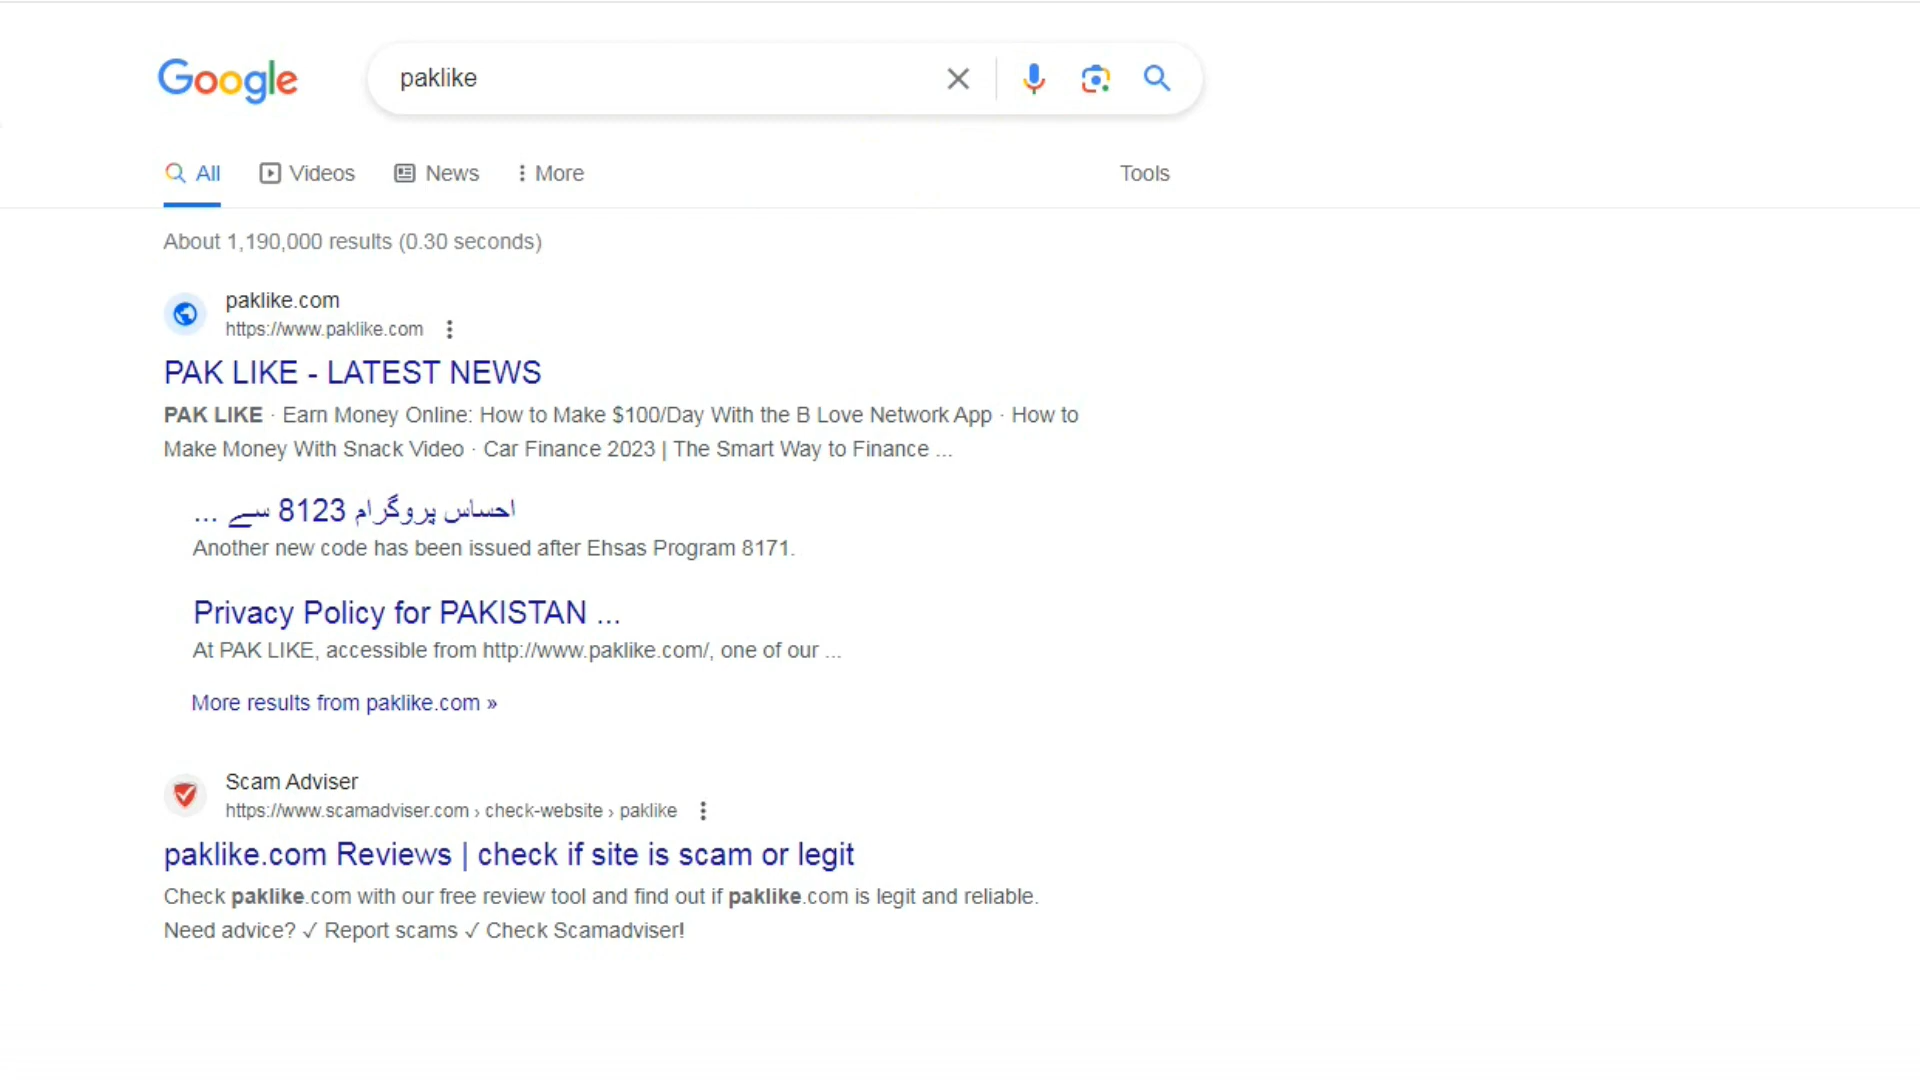 Google
paklike
All
Videos
News
More
Tools
About 1,190,000 results (0.30 seconds)
paklike.com
https://www.paklike.com
PAK LIKE - LATEST NEWS
PAK LIKE · Earn Money Online: How to Make $100/Day With the B Love Network App · How to
Make Money With Snack Video · Car Finance 2023 | The Smart Way to Finance ...
احساس پروگرام 8123 سے ...
Another new code has been issued after Ehsas Program 8171.
Privacy Policy for PAKISTAN ...
At PAK LIKE, accessible from http://www.paklike.com/, one of our ...
More results from paklike.com »
Scam Adviser
https://www.scamadviser.com › check-website › paklike
paklike.com Reviews | check if site is scam or legit
Check paklike.com with our free review tool and find out if paklike.com is legit and reliable.
Need advice? ✓ Report scams ✓ Check Scamadviser!